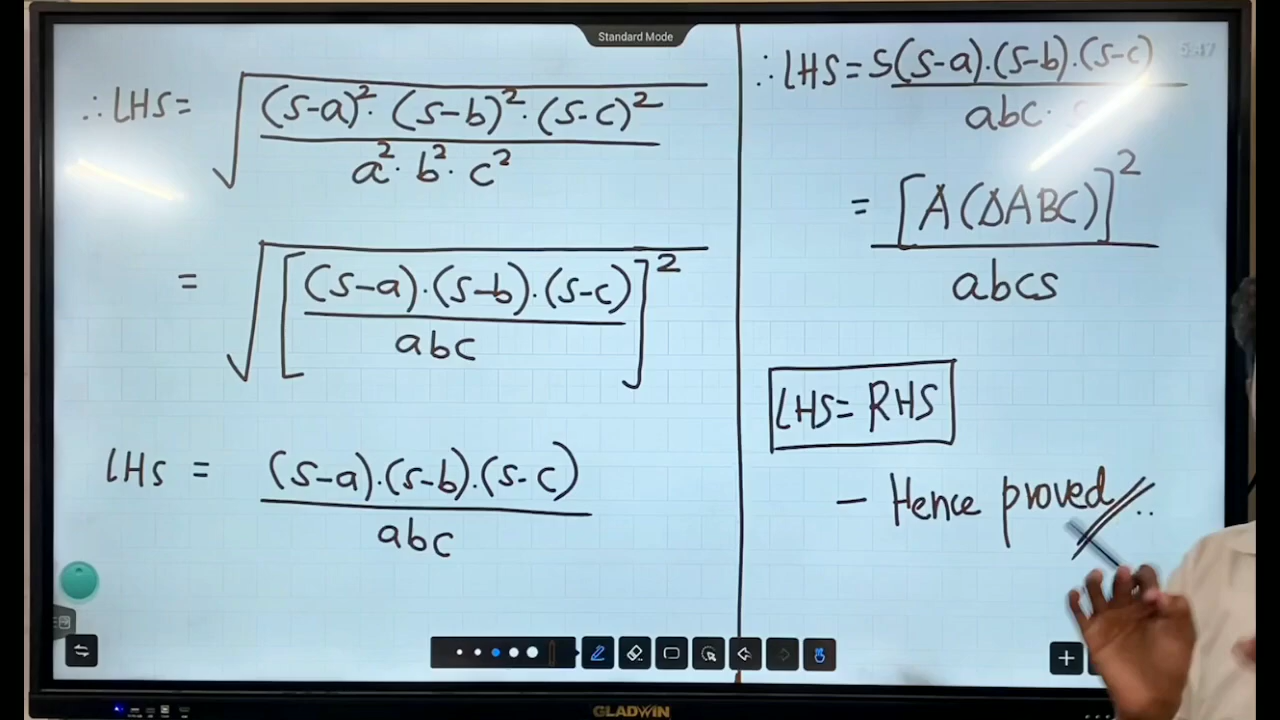 Standard Mode
∴ LHS = √((s-a)²·(s-b)²·(s-c)² / a²·b²·c²)
= √([(s-a)·(s-b)·(s-c) / abc]²)
LHS = (s-a)·(s-b)·(s-c) / abc
∴ LHS = s(s-a)·(s-b)·(s-c) / abc·s
= [A(ΔABC)]² / abcs
LHS = RHS
- Hence proved ..
GLADWIN